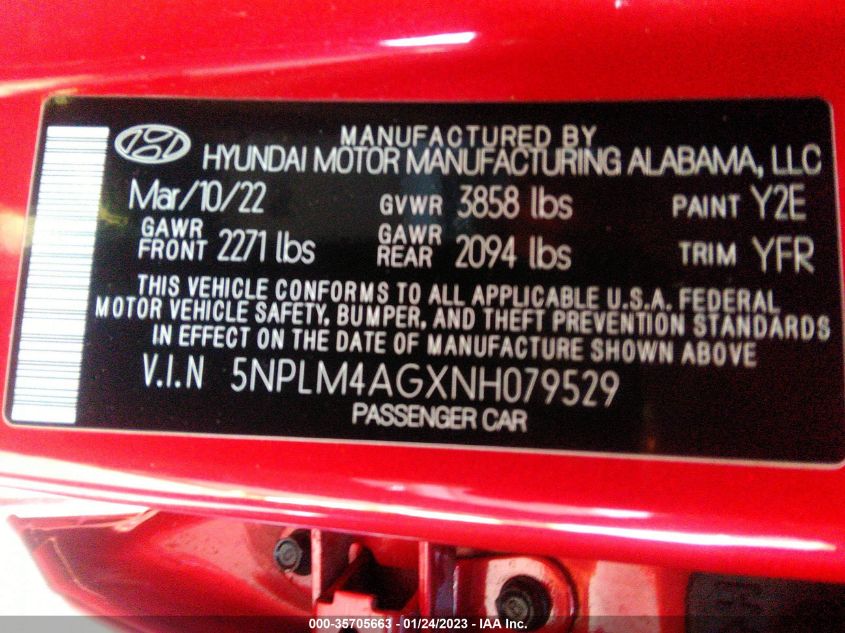 MANUFACTURED BY
HYUNDAI MOTOR MANUFACTURING ALABAMA, LLC
Mar/10/22 GVWR 3858 lbs PAINT Y2E
GAWR FRONT 2271 lbs GAWR REAR 2094 lbs TRIM YFR
THIS VEHICLE CONFORMS TO ALL APPLICABLE U.S.A. FEDERAL
MOTOR VEHICLE SAFETY, BUMPER, AND THEFT PREVENTION STANDARDS
IN EFFECT ON THE DATE OF MANUFACTURE SHOWN ABOVE
V.I.N 5NPLM4AGXNH079529
PASSENGER CAR
000-35705663 - 01/24/2023 - IAA Inc.